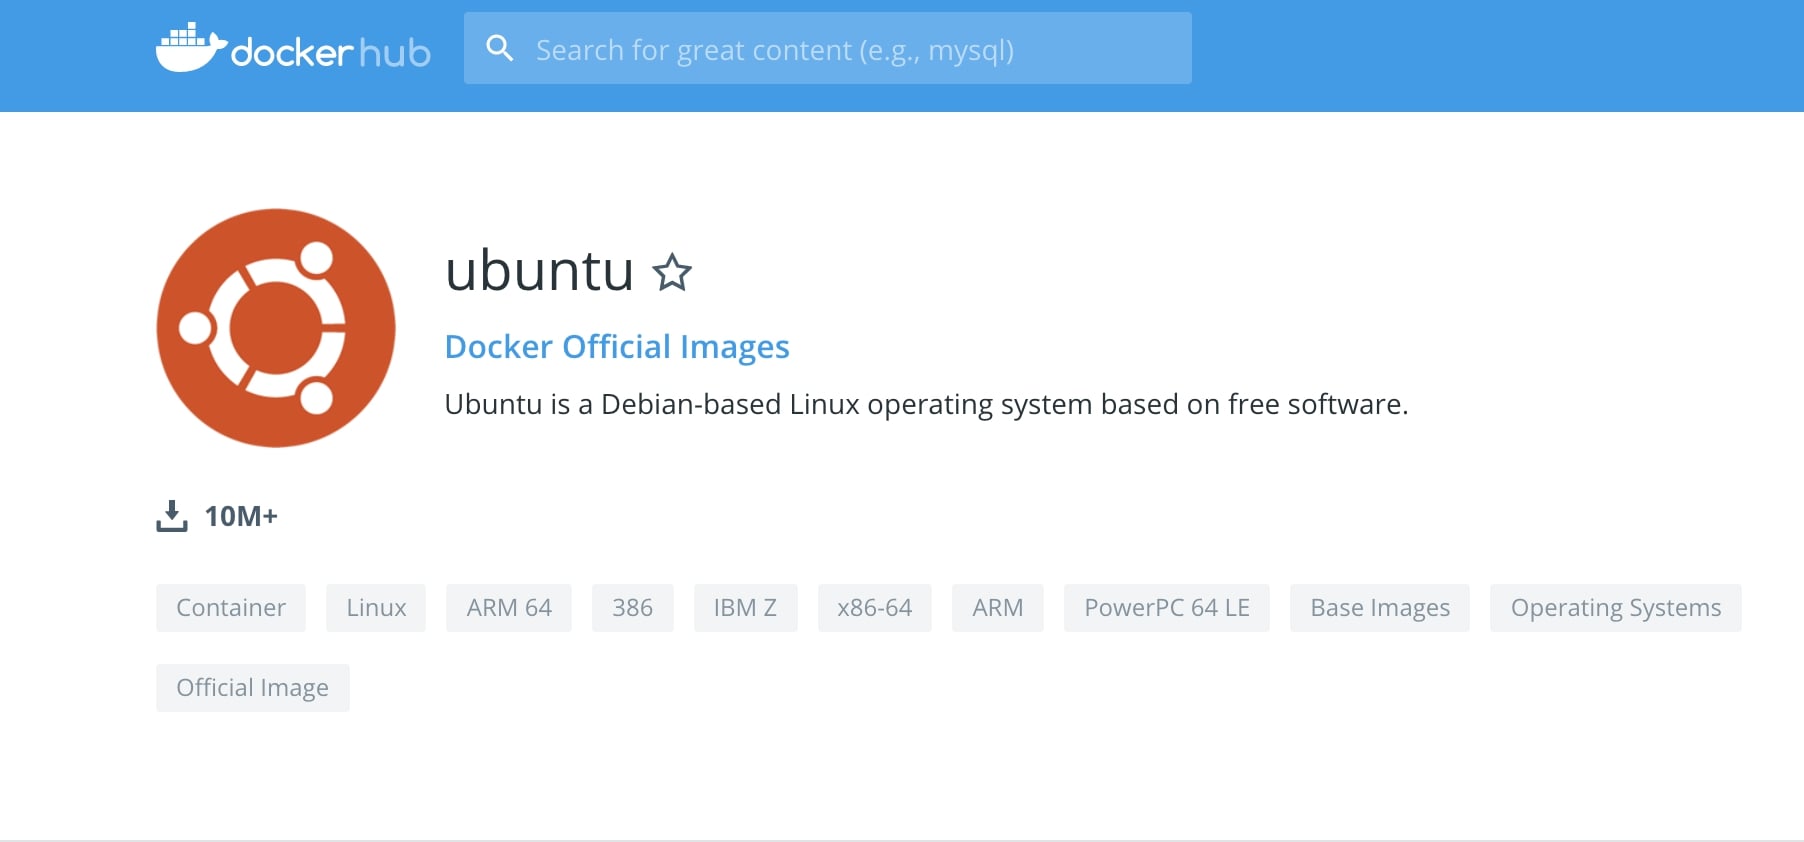 docker hub
Search for great content (e.g., mysql)
ubuntu
Docker Official Images
Ubuntu is a Debian-based Linux operating system based on free software.
10M+
Container Linux ARM 64 386 IBM Z x86-64 ARM PowerPC 64 LE Base Images Operating Systems
Official Image